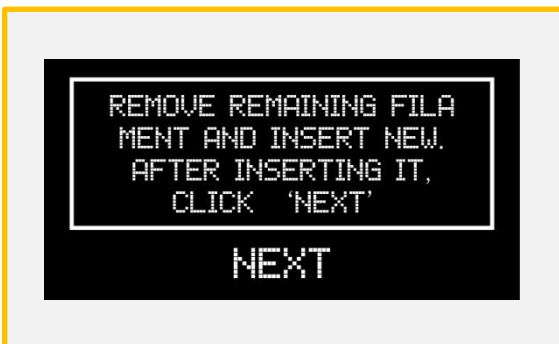 REMOVE REMAINING FILA
MENT AND INSERT NEW.
AFTER INSERTING IT,
CLICK ‘NEXT’
NEXT